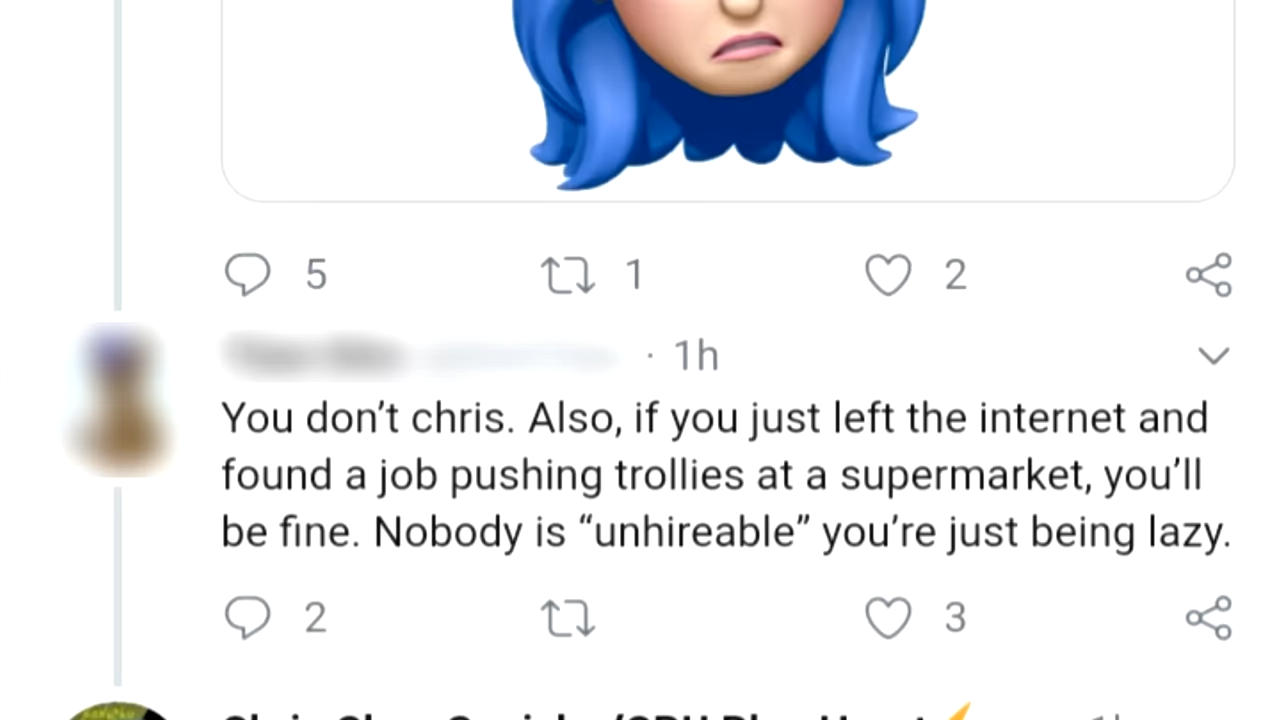 5 1 2
· 1h
You don’t chris. Also, if you just left the internet and
found a job pushing trollies at a supermarket, you’ll
be fine. Nobody is “unhireable” you’re just being lazy.
2 3